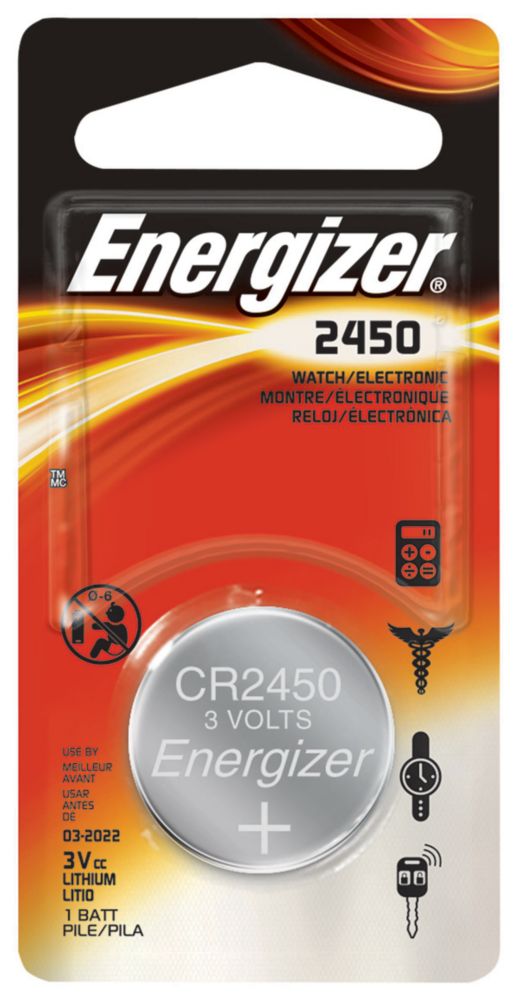 Energizer®
2450
WATCH/ELECTRONIC
MONTRE/ÉLECTRONIQUE
RELOJ/ÉLECTRÓNICA
TM
MC
0-6
CR2450
3 VOLTS
Energizer
+
USE BY
MEILLEUR
AVANT
USAR
ANTES
DE
03-2022
3V cc
LITHIUM
LITIO
1 BATT
PILE/PILA